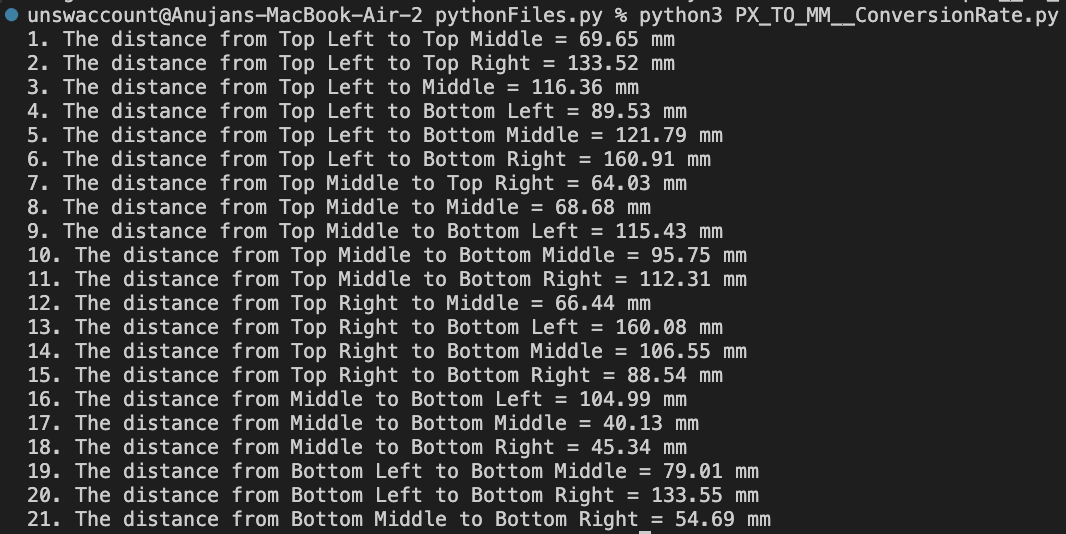 unswaccount@Anujans-MacBook-Air-2 pythonFiles.py % python3 PX_TO_MM__ConversionRate.py
1. The distance from Top Left to Top Middle = 69.65 mm
2. The distance from Top Left to Top Right = 133.52 mm
3. The distance from Top Left to Middle = 116.36 mm
4. The distance from Top Left to Bottom Left = 89.53 mm
5. The distance from Top Left to Bottom Middle = 121.79 mm
6. The distance from Top Left to Bottom Right = 160.91 mm
7. The distance from Top Middle to Top Right = 64.03 mm
8. The distance from Top Middle to Middle = 68.68 mm
9. The distance from Top Middle to Bottom Left = 115.43 mm
10. The distance from Top Middle to Bottom Middle = 95.75 mm
11. The distance from Top Middle to Bottom Right = 112.31 mm
12. The distance from Top Right to Middle = 66.44 mm
13. The distance from Top Right to Bottom Left = 160.08 mm
14. The distance from Top Right to Bottom Middle = 106.55 mm
15. The distance from Top Right to Bottom Right = 88.54 mm
16. The distance from Middle to Bottom Left = 104.99 mm
17. The distance from Middle to Bottom Middle = 40.13 mm
18. The distance from Middle to Bottom Right = 45.34 mm
19. The distance from Bottom Left to Bottom Middle = 79.01 mm
20. The distance from Bottom Left to Bottom Right = 133.55 mm
21. The distance from Bottom Middle to Bottom Right = 54.69 mm